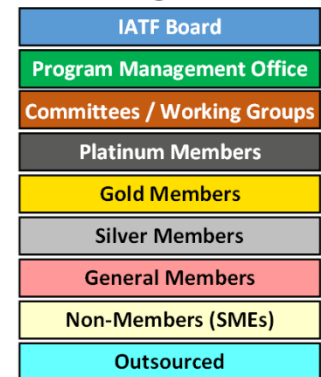 IATF Board
Program Management Office
Committees / Working Groups
Platinum Members
Gold Members
Silver Members
General Members
Non-Members (SMEs)
Outsourced